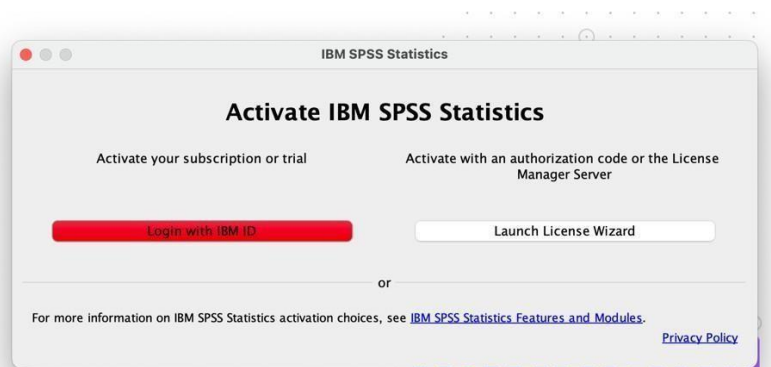 IBM SPSS Statistics
Activate IBM SPSS Statistics
Activate your subscription or trial
Activate with an authorization code or the License
Manager Server
Login with IBM ID
Launch License Wizard
or
For more information on IBM SPSS Statistics activation choices, see IBM SPSS Statistics Features and Modules.
Privacy Policy